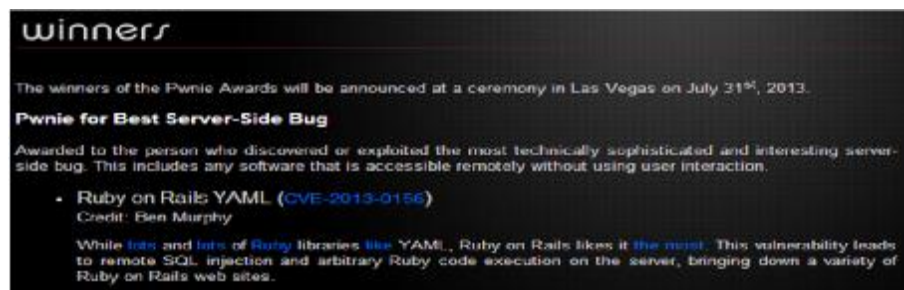 winners
The winners of the Pwnie Awards will be announced at a ceremony in Las Vegas on July 31st, 2013.
Pwnie for Best Server-Side Bug
Awarded to the person who discovered or exploited the most technically sophisticated and interesting server-
side bug. This includes any software that is accessible remotely without using user interaction.
• Ruby on Rails YAML (CVE-2013-0156)
Credit: Ben Murphy
While lots and lots of Ruby libraries like YAML, Ruby on Rails likes it the most. This vulnerability leads
to remote SQL injection and arbitrary Ruby code execution on the server, bringing down a variety of
Ruby on Rails web sites.